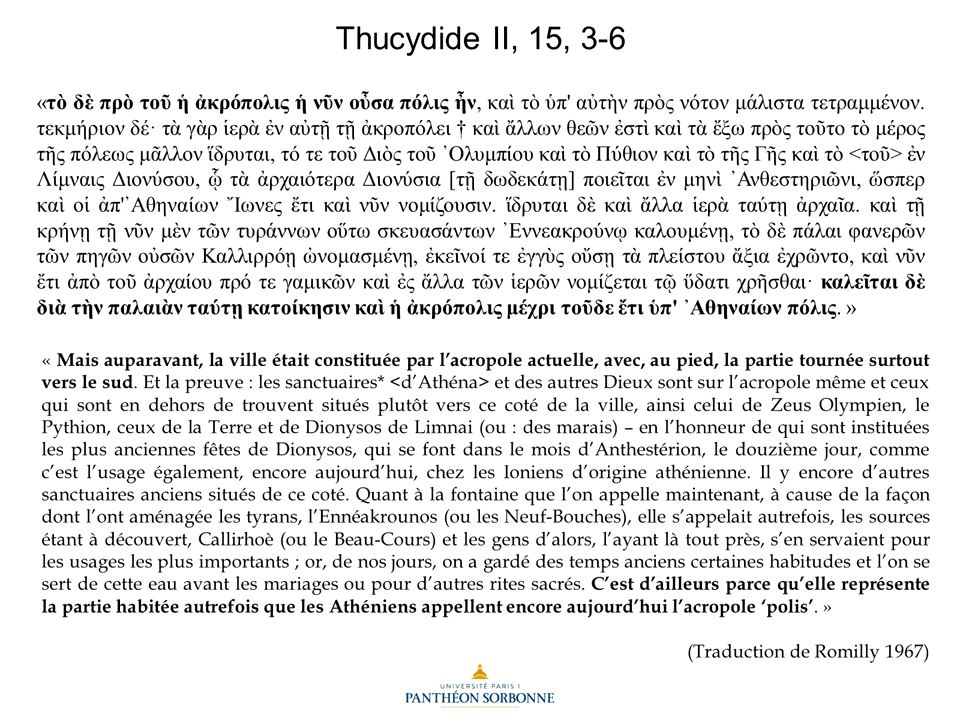 Thucydide II, 15, 3-6
«τὸ δὲ πρὸ τοῦ ἡ ἀκρόπολις ἡ νῦν οὖσα πόλις ἦν, καὶ τὸ ὑπ' αὐτὴν πρὸς νότον μάλιστα τετραμμένον.
τεκμήριον δέ· τὰ γὰρ ἱερὰ ἐν αὐτῇ τῇ ἀκροπόλει † καὶ ἄλλων θεῶν ἐστὶ καὶ τὰ ἔξω πρὸς τοῦτο τὸ μέρος
τῆς πόλεως μᾶλλον ἵδρυται, τό τε τοῦ Διὸς τοῦ ᾿Ολυμπίου καὶ τὸ Πύθιον καὶ τὸ τῆς Γῆς καὶ τὸ <τοῦ> ἐν
Λίμναις Διονύσου, ᾧ τὰ ἀρχαιότερα Διονύσια [τῇ δωδεκάτῃ] ποιεῖται ἐν μηνὶ ᾿Ανθεστηριῶνι, ὥσπερ
καὶ οἱ ἀπ'᾿Αθηναίων ῎Ιωνες ἔτι καὶ νῦν νομίζουσιν. ἵδρυται δὲ καὶ ἄλλα ἱερὰ ταύτῃ ἀρχαῖα. καὶ τῇ
κρήνῃ τῇ νῦν μὲν τῶν τυράννων οὕτω σκευασάντων ᾿Εννεακρούνῳ καλουμένῃ, τὸ δὲ πάλαι φανερῶν
τῶν πηγῶν οὐσῶν Καλλιρρόῃ ὠνομασμένῃ, ἐκεῖνοί τε ἐγγὺς οὔσῃ τὰ πλείστου ἄξια ἐχρῶντο, καὶ νῦν
ἔτι ἀπὸ τοῦ ἀρχαίου πρό τε γαμικῶν καὶ ἐς ἄλλα τῶν ἱερῶν νομίζεται τῷ ὕδατι χρῆσθαι· καλεῖται δὲ
διὰ τὴν παλαιὰν ταύτῃ κατοίκησιν καὶ ἡ ἀκρόπολις μέχρι τοῦδε ἔτι ὑπ' ᾿Αθηναίων πόλις. »
« Mais auparavant, la ville était constituée par l’acropole actuelle, avec, au pied, la partie tournée surtout
vers le sud. Et la preuve : les sanctuaires* <d’Athéna> et des autres Dieux sont sur l’acropole même et ceux
qui sont en dehors de trouvent situés plutôt vers ce coté de la ville, ainsi celui de Zeus Olympien, le
Pythion, ceux de la Terre et de Dionysos de Limnai (ou : des marais) – en l’honneur de qui sont instituées
les plus anciennes fêtes de Dionysos, qui se font dans le mois d’Anthestérion, le douzième jour, comme
c’est l’usage également, encore aujourd’hui, chez les Ioniens d’origine athénienne. Il y encore d’autres
sanctuaires anciens situés de ce coté. Quant à la fontaine que l’on appelle maintenant, à cause de la façon
dont l’ont aménagée les tyrans, l’Ennéakrounos (ou les Neuf-Bouches), elle s’appelait autrefois, les sources
étant à découvert, Callirhoè (ou le Beau-Cours) et les gens d’alors, l’ayant là tout près, s’en servaient pour
les usages les plus importants ; or, de nos jours, on a gardé des temps anciens certaines habitudes et l’on se
sert de cette eau avant les mariages ou pour d’autres rites sacrés. C’est d’ailleurs parce qu’elle représente
la partie habitée autrefois que les Athéniens appellent encore aujourd’hui l’acropole ‘polis’. »
(Traduction de Romilly 1967)
UNIVERSITÉ PARIS 1
PANTHÉON SORBONNE